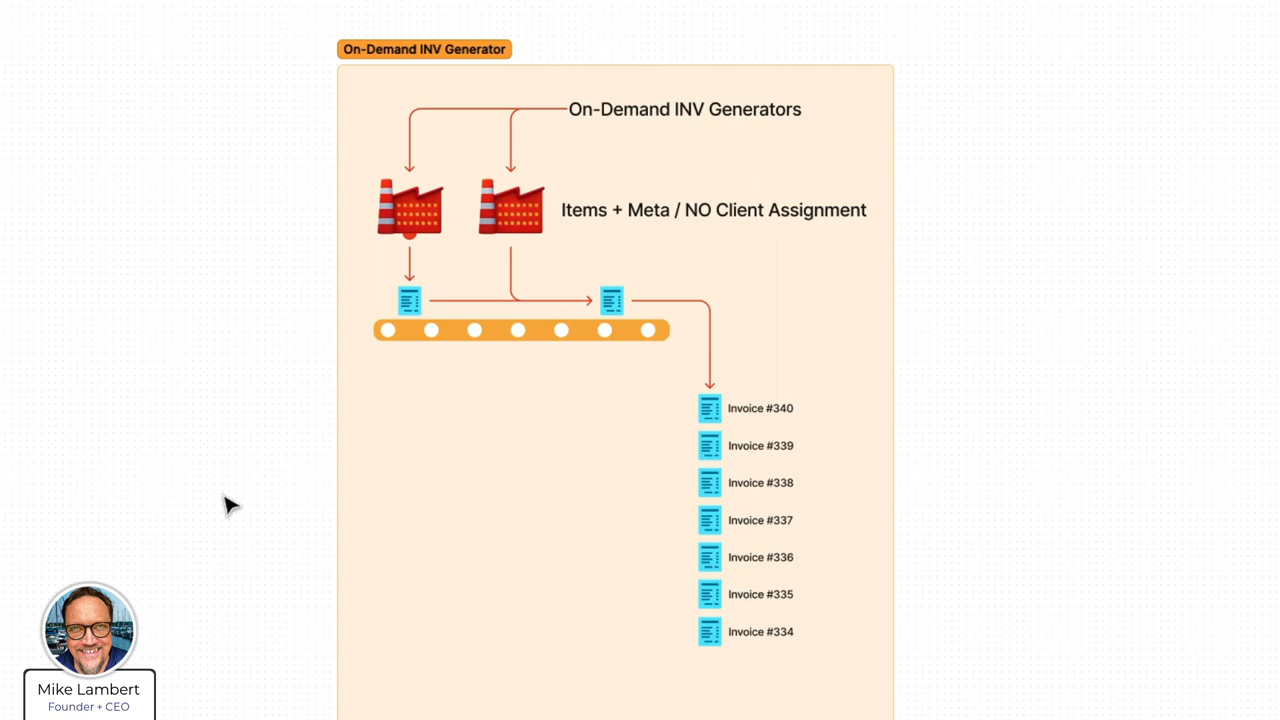 On-Demand INV Generator
On-Demand INV Generators
Items + Meta / NO Client Assignment
Invoice #340
Invoice #339
Invoice #338
Invoice #337
Invoice #336
Invoice #335
Invoice #334
Mike Lambert
Founder + CEO